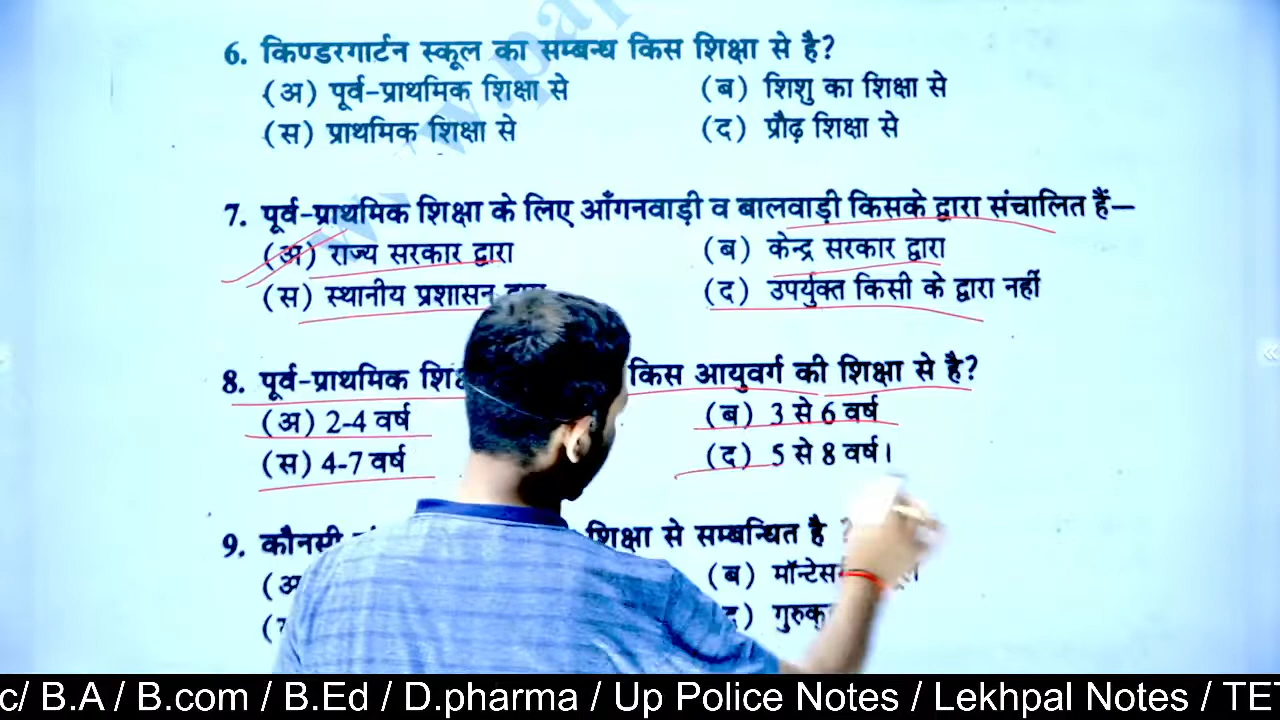 6. किण्डरगार्टन स्कूल का सम्बन्ध किस शिक्षा से है?
(अ) पूर्व-प्राथमिक शिक्षा से (ब) शिशु का शिक्षा से
(स) प्राथमिक शिक्षा से (द) प्रौढ़ शिक्षा से
7. पूर्व-प्राथमिक शिक्षा के लिए आँगनवाड़ी व बालवाड़ी किसके द्वारा संचालित हैं–
(अ) राज्य सरकार द्वारा (ब) केन्द्र सरकार द्वारा
(स) स्थानीय प्रशासन (द) उपर्युक्त किसी के द्वारा नहीं
8. पूर्व-प्राथमिक किस आयुवर्ग की शिक्षा से है?
(अ) 2-4 वर्ष (ब) 3 से 6 वर्ष
(स) 4-7 वर्ष (द) 5 से 8 वर्ष।
9. कौनसी शिक्षा से सम्बन्धित है ?
(ब)
B.A / B.com / B.Ed / D.pharma / Up Police Notes / Lekhpal Notes /